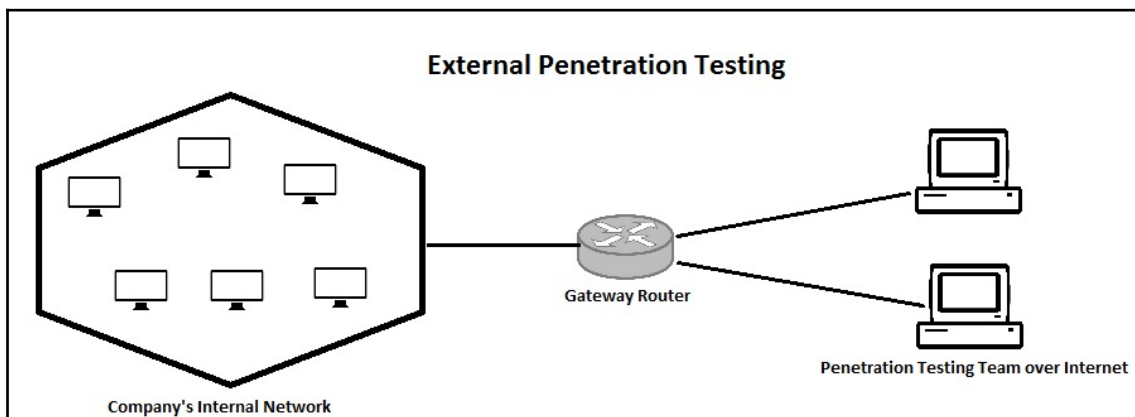 External Penetration Testing
Gateway Router
Penetration Testing Team over Internet
Company's Internal Network